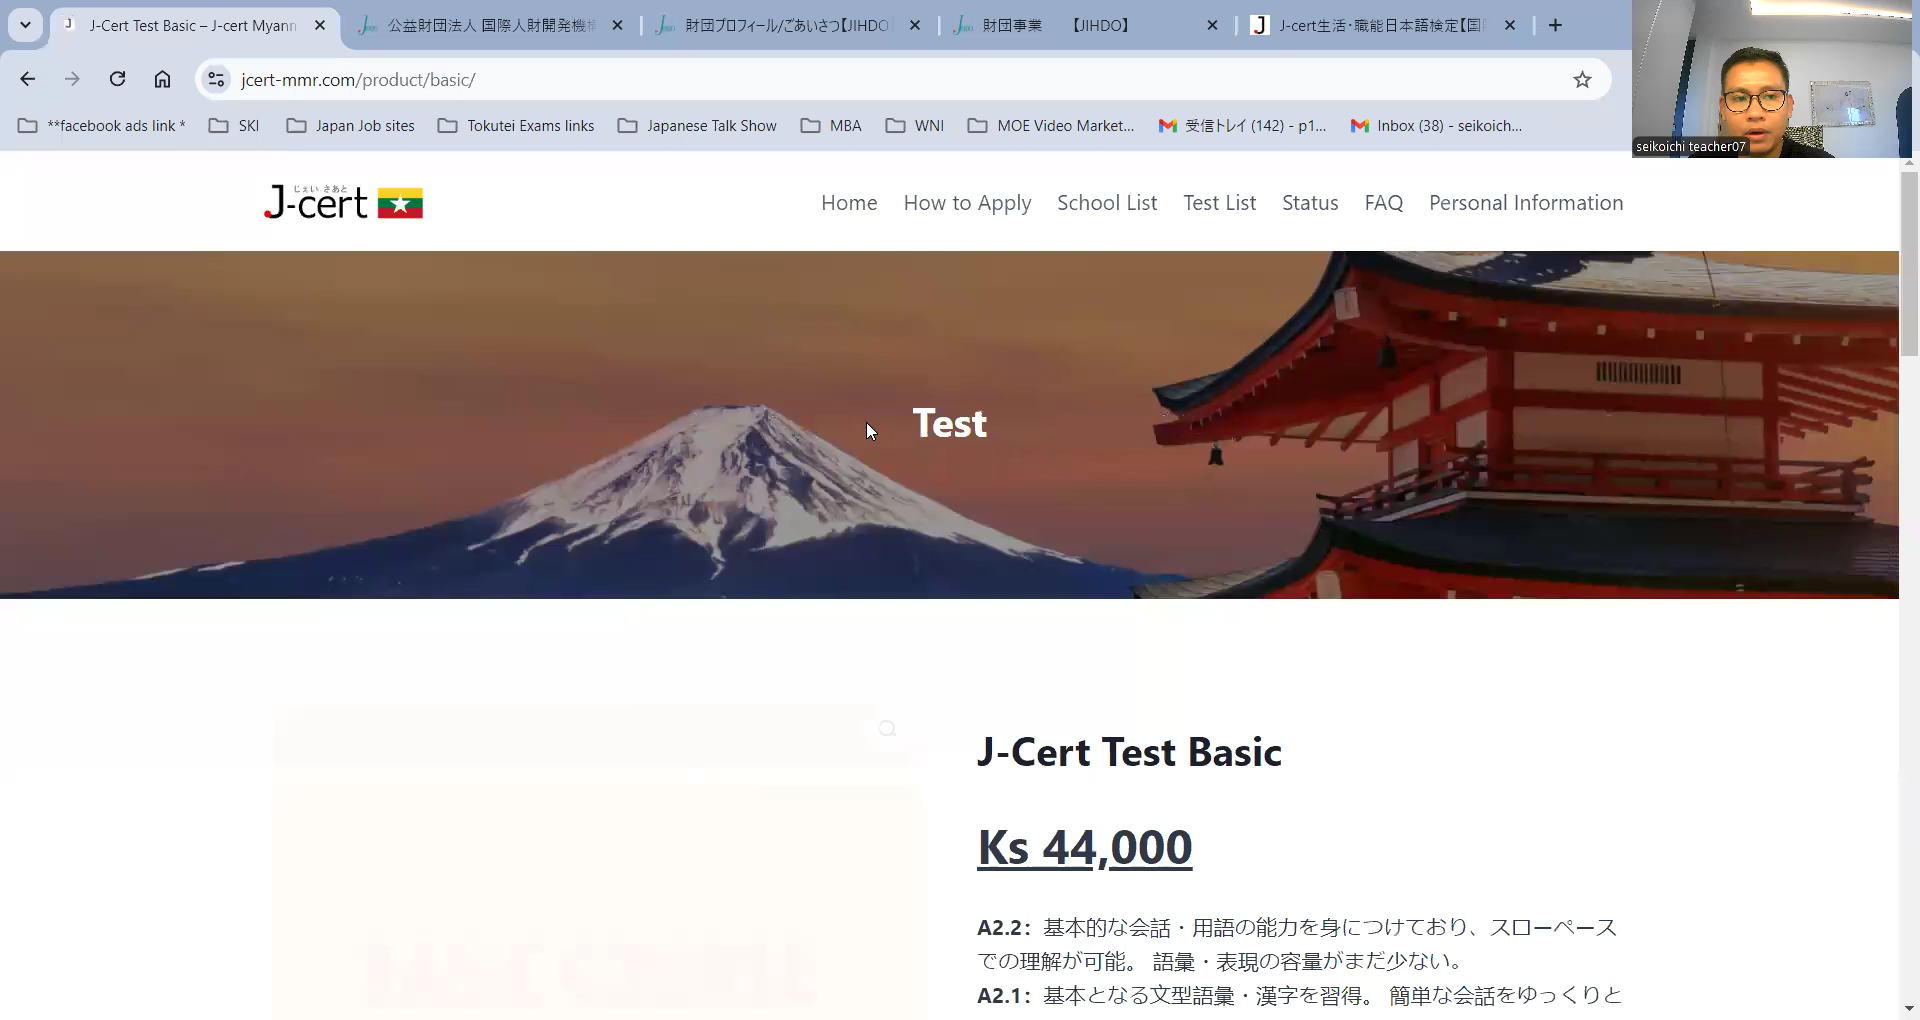 J-Cert Test Basic – J-cert Myann
公益財団法人 国際人財開発機構
財団プロフィール/ごあいさつ【JIHDO
財団事業 【JIHDO】
J-cert生活・職能日本語検定【国
jcert-mmr.com/product/basic/
**facebook ads link *
SKI
Japan Job sites
Tokutei Exams links
Japanese Talk Show
MBA
WNI
MOE Video Market...
受信トレイ (142) - p1...
Inbox (38) - seikoich...
seikoichi teacher07
じぇい さあと
J-cert
Home
How to Apply
School List
Test List
Status
FAQ
Personal Information
Test
J-Cert Test Basic
Ks 44,000
A2.2：基本的な会話・用語の能力を身につけており、スローペース
での理解が可能。 語彙・表現の容量がまだ少ない。
A2.1：基本となる文型語彙・漢字を習得。 簡単な会話をゆっくりと